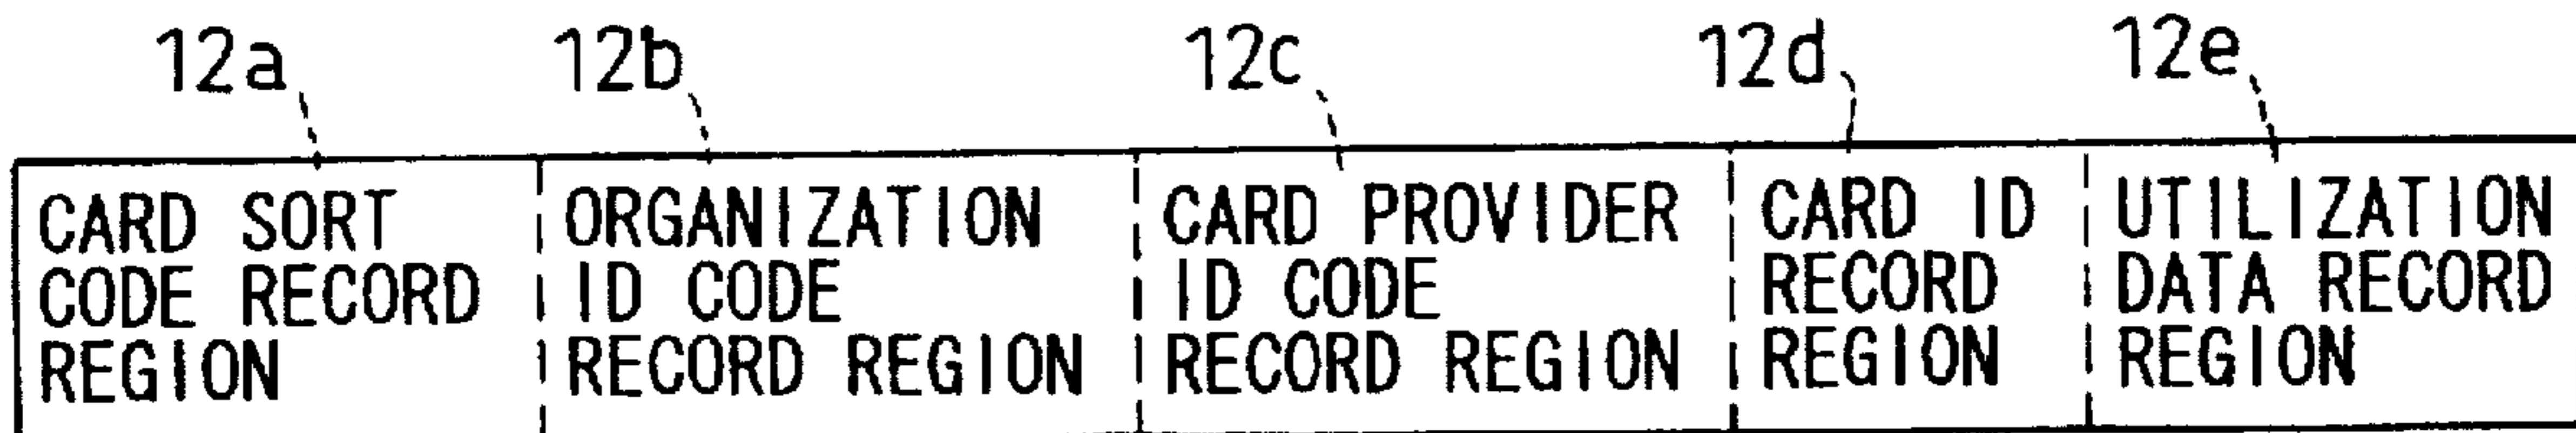 12a 12b 12c 12d 12e
CARD SORT
CODE RECORD
REGION
ORGANIZATION
ID CODE
RECORD REGION
CARD PROVIDER
ID CODE
RECORD REGION
CARD ID
RECORD
REGION
UTILIZATION
DATA RECORD
REGION